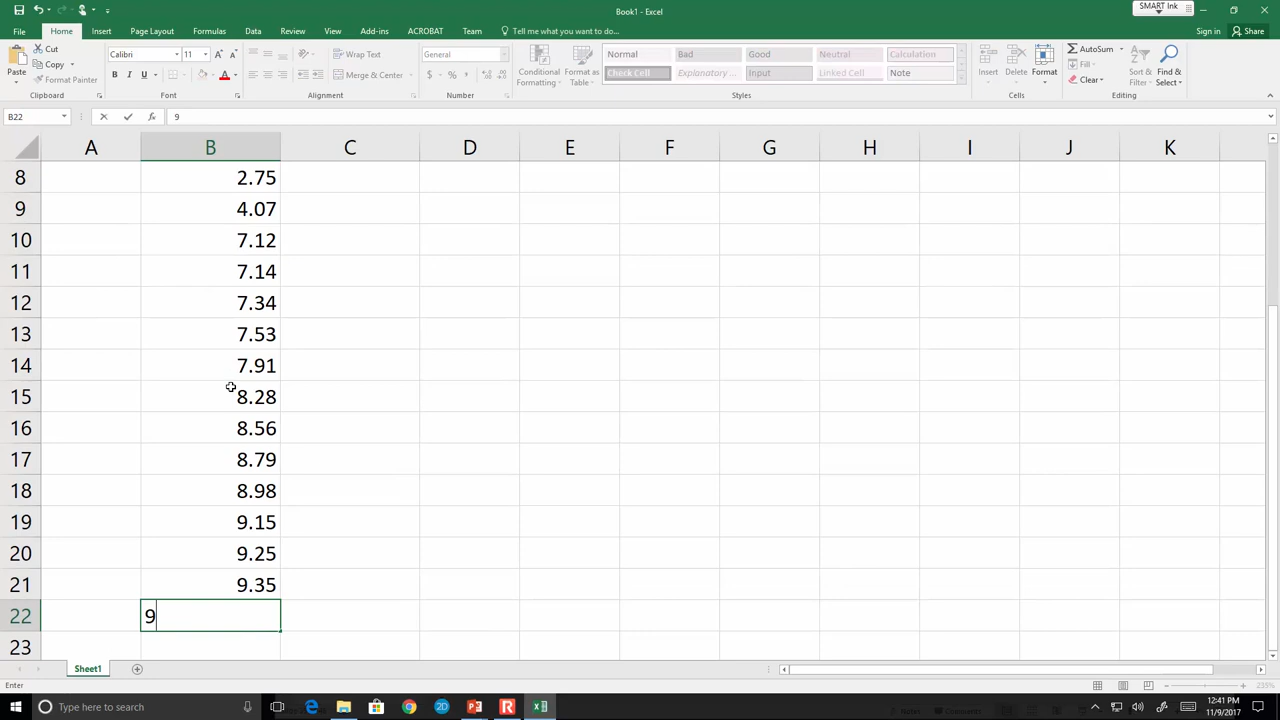 Book1 - Excel
SMART Ink
File Home Insert Page Layout Formulas Data Review View Add-ins ACROBAT Team Tell me what you want to do... Sign in Share
Paste
Cut
Copy
Format Painter
Clipboard
Calibri 11
B I U
Font
Wrap Text
Merge & Center
Alignment
General
$ % ,
Number
Conditional Formatting
Format as Table
Normal Bad Good Neutral Calculation
Check Cell Explanatory ... Input Linked Cell Note
Styles
Insert Delete Format
Cells
AutoSum
Fill
Clear
Sort & Filter
Find & Select
Editing
B22 fx 9
A B C D E F G H I J K
8 2.75
9 4.07
10 7.12
11 7.14
12 7.34
13 7.53
14 7.91
15 8.28
16 8.56
17 8.79
18 8.98
19 9.15
20 9.25
21 9.35
22 9
23
Sheet1
Enter
235%
Type here to search
12:41 PM
11/9/2017